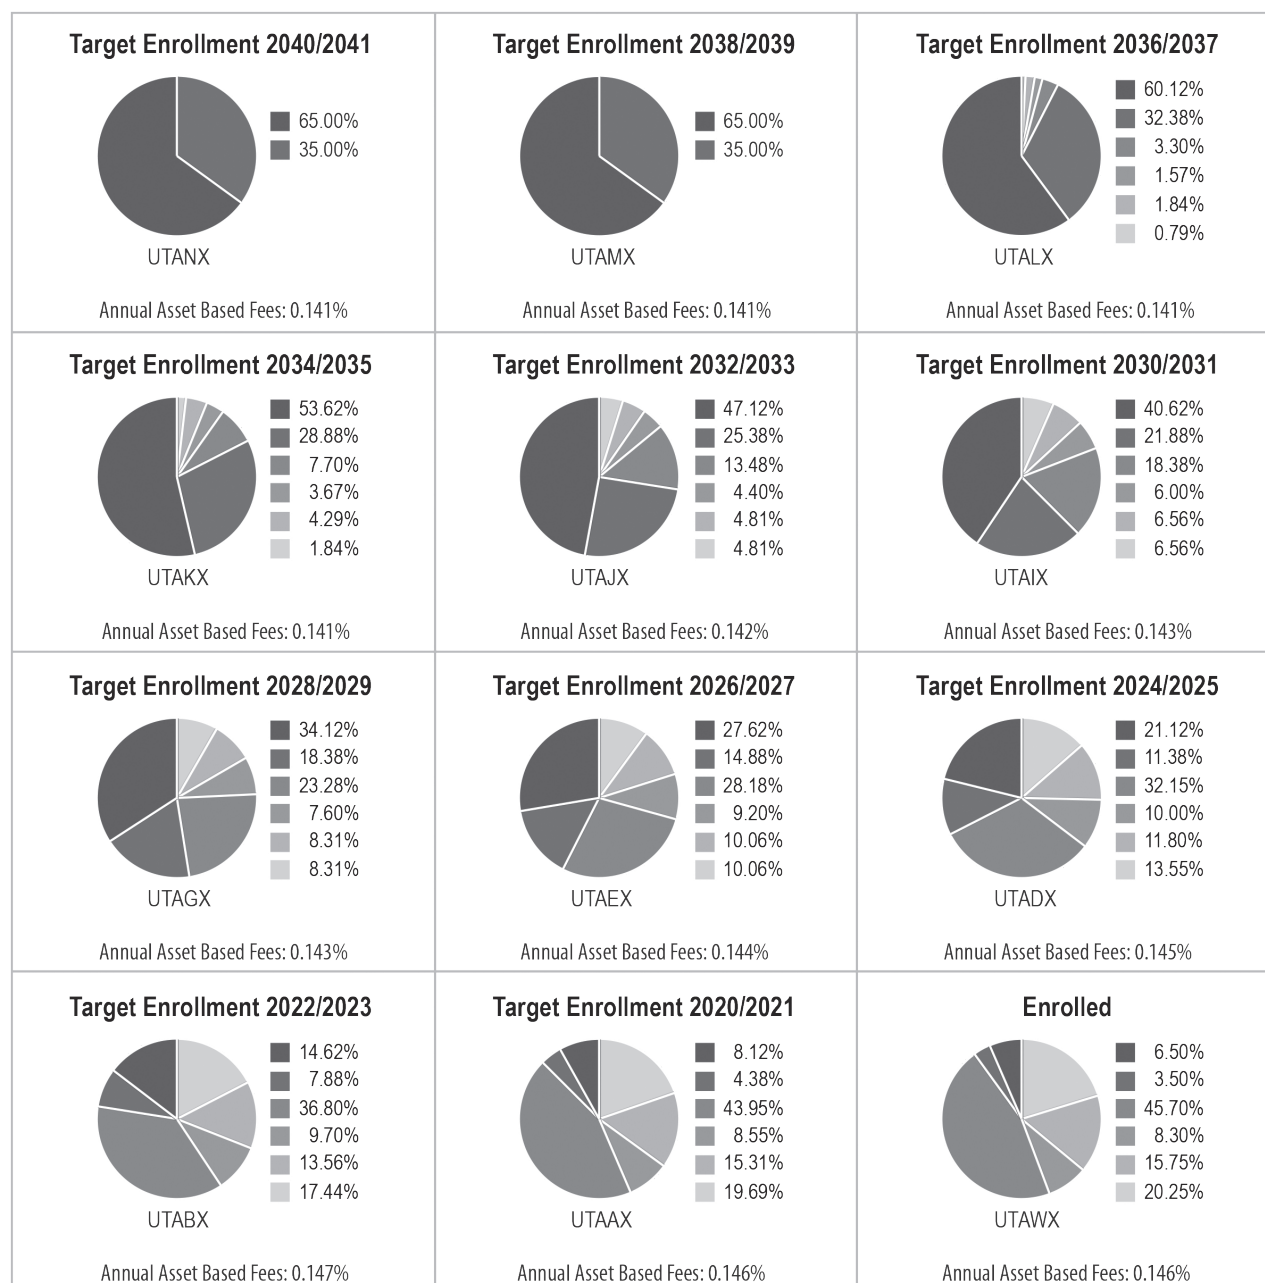 Target Enrollment 2040/2041
65.00%
35.00%
UTANX
Annual Asset Based Fees: 0.141%
Target Enrollment 2038/2039
65.00%
35.00%
UTAMX
Annual Asset Based Fees: 0.141%
Target Enrollment 2036/2037
60.12%
32.38%
3.30%
1.57%
1.84%
0.79%
UTALX
Annual Asset Based Fees: 0.141%
Target Enrollment 2034/2035
53.62%
28.88%
7.70%
3.67%
4.29%
1.84%
UTAKX
Annual Asset Based Fees: 0.141%
Target Enrollment 2032/2033
47.12%
25.38%
13.48%
4.40%
4.81%
4.81%
UTAJX
Annual Asset Based Fees: 0.142%
Target Enrollment 2030/2031
40.62%
21.88%
18.38%
6.00%
6.56%
6.56%
UTAIX
Annual Asset Based Fees: 0.143%
Target Enrollment 2028/2029
34.12%
18.38%
23.28%
7.60%
8.31%
8.31%
UTAGX
Annual Asset Based Fees: 0.143%
Target Enrollment 2026/2027
27.62%
14.88%
28.18%
9.20%
10.06%
10.06%
UTAEX
Annual Asset Based Fees: 0.144%
Target Enrollment 2024/2025
21.12%
11.38%
32.15%
10.00%
11.80%
13.55%
UTADX
Annual Asset Based Fees: 0.145%
Target Enrollment 2022/2023
14.62%
7.88%
36.80%
9.70%
13.56%
17.44%
UTABX
Annual Asset Based Fees: 0.147%
Target Enrollment 2020/2021
8.12%
4.38%
43.95%
8.55%
15.31%
19.69%
UTAAX
Annual Asset Based Fees: 0.146%
Enrolled
6.50%
3.50%
45.70%
8.30%
15.75%
20.25%
UTAWX
Annual Asset Based Fees: 0.146%